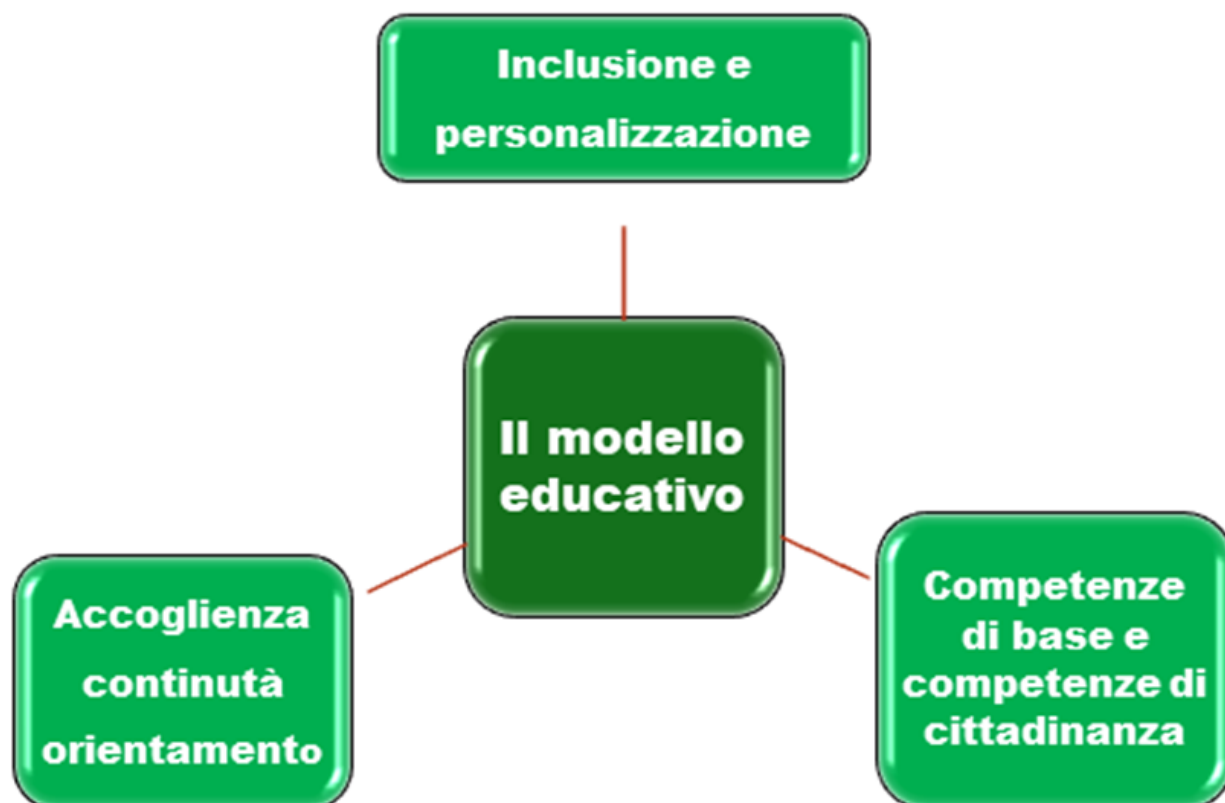 Inclusione e
personalizzazione
Il modello
educativo
Accoglienza
continutà
orientamento
Competenze
di base e
competenze di
cittadinanza